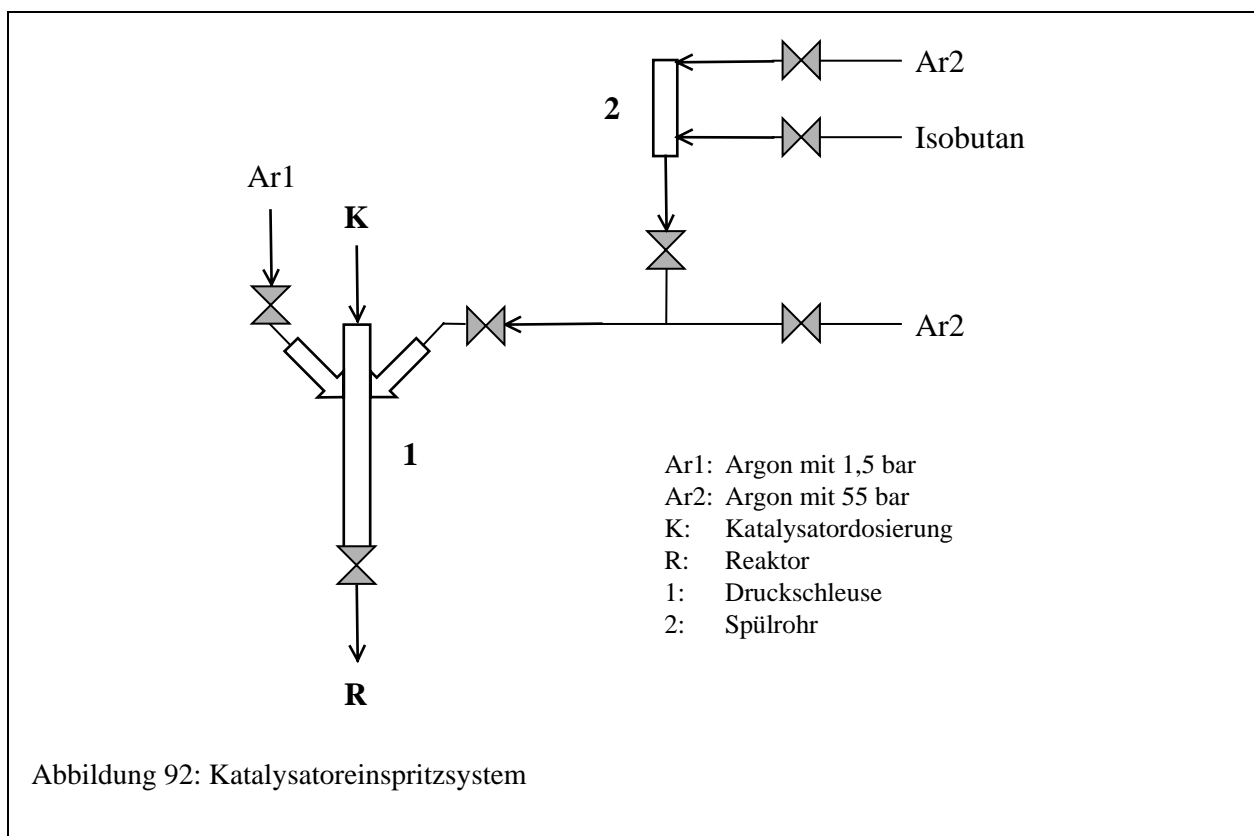 Ar2
2
Isobutan
Ar1
K
Ar2
1
Ar1: Argon mit 1,5 bar
Ar2: Argon mit 55 bar
K: Katalysatordosierung
R: Reaktor
1: Druckschleuse
2: Spülrohr
R
Abbildung 92: Katalysatoreinspritzsystem